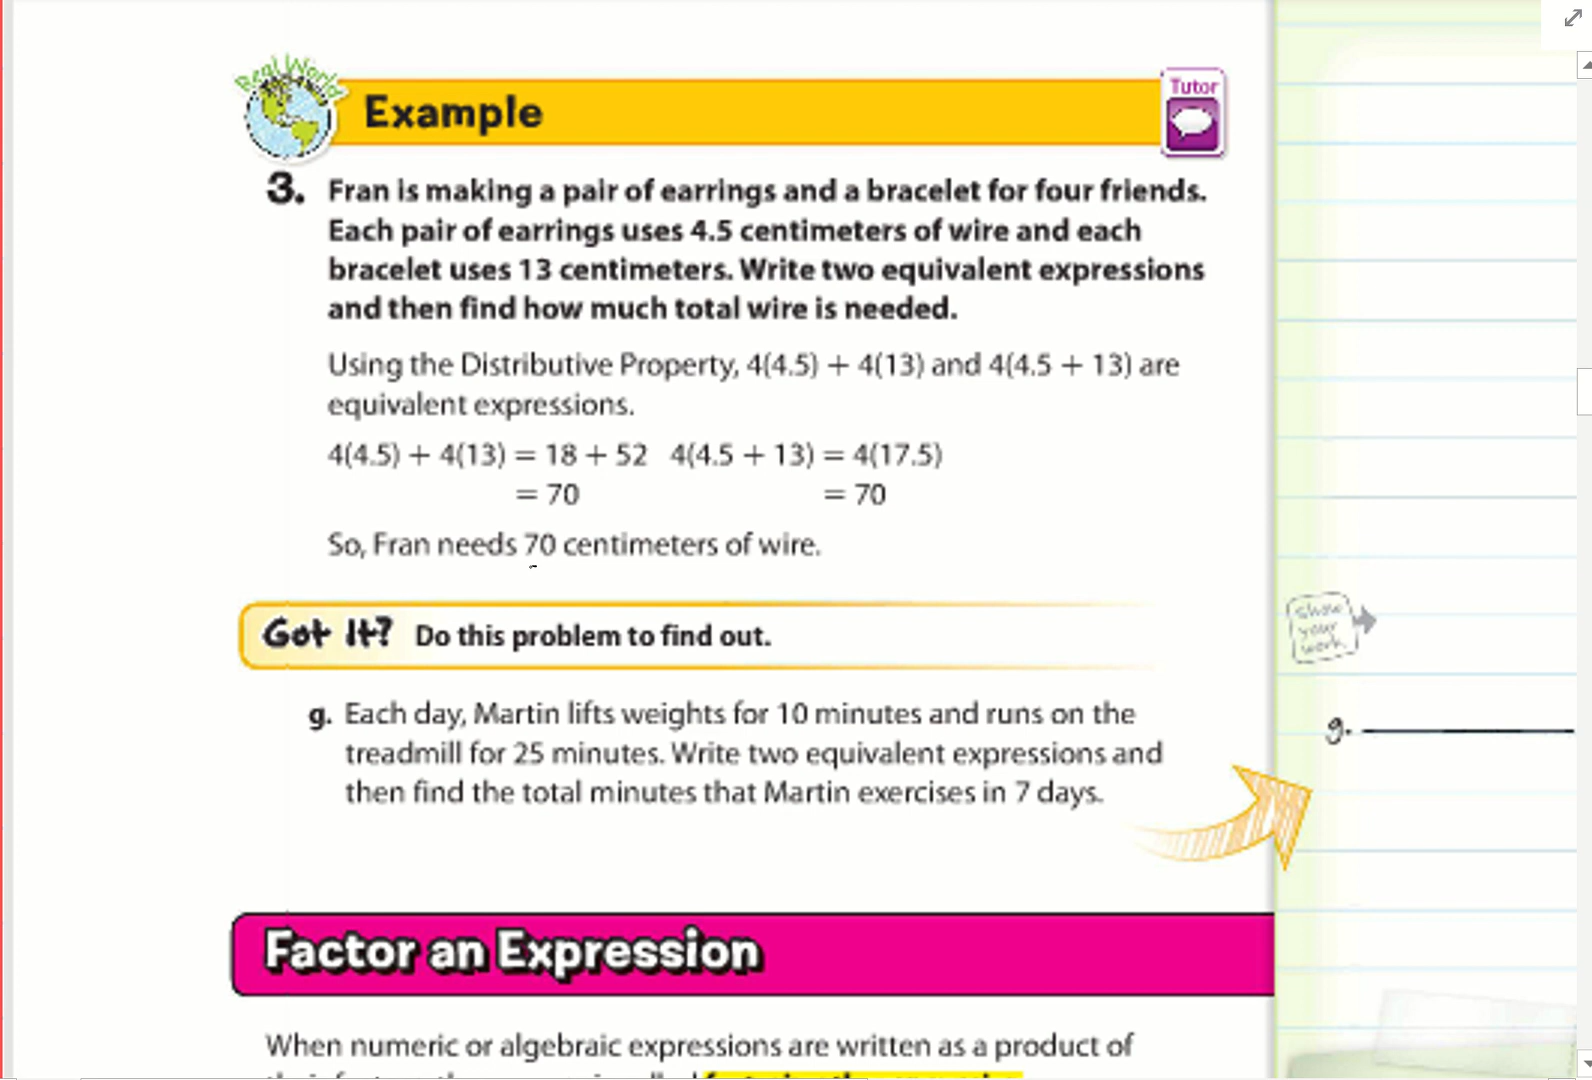 Real World
Example
Tutor
3. Fran is making a pair of earrings and a bracelet for four friends.
Each pair of earrings uses 4.5 centimeters of wire and each
bracelet uses 13 centimeters. Write two equivalent expressions
and then find how much total wire is needed.
Using the Distributive Property, 4(4.5) + 4(13) and 4(4.5 + 13) are
equivalent expressions.
4(4.5) + 4(13) = 18 + 52 4(4.5 + 13) = 4(17.5)
= 70 = 70
So, Fran needs 70 centimeters of wire.
Got It? Do this problem to find out.
Show
your
work.
g. Each day, Martin lifts weights for 10 minutes and runs on the
treadmill for 25 minutes. Write two equivalent expressions and
then find the total minutes that Martin exercises in 7 days.
g.
Factor an Expression
When numeric or algebraic expressions are written as a product of